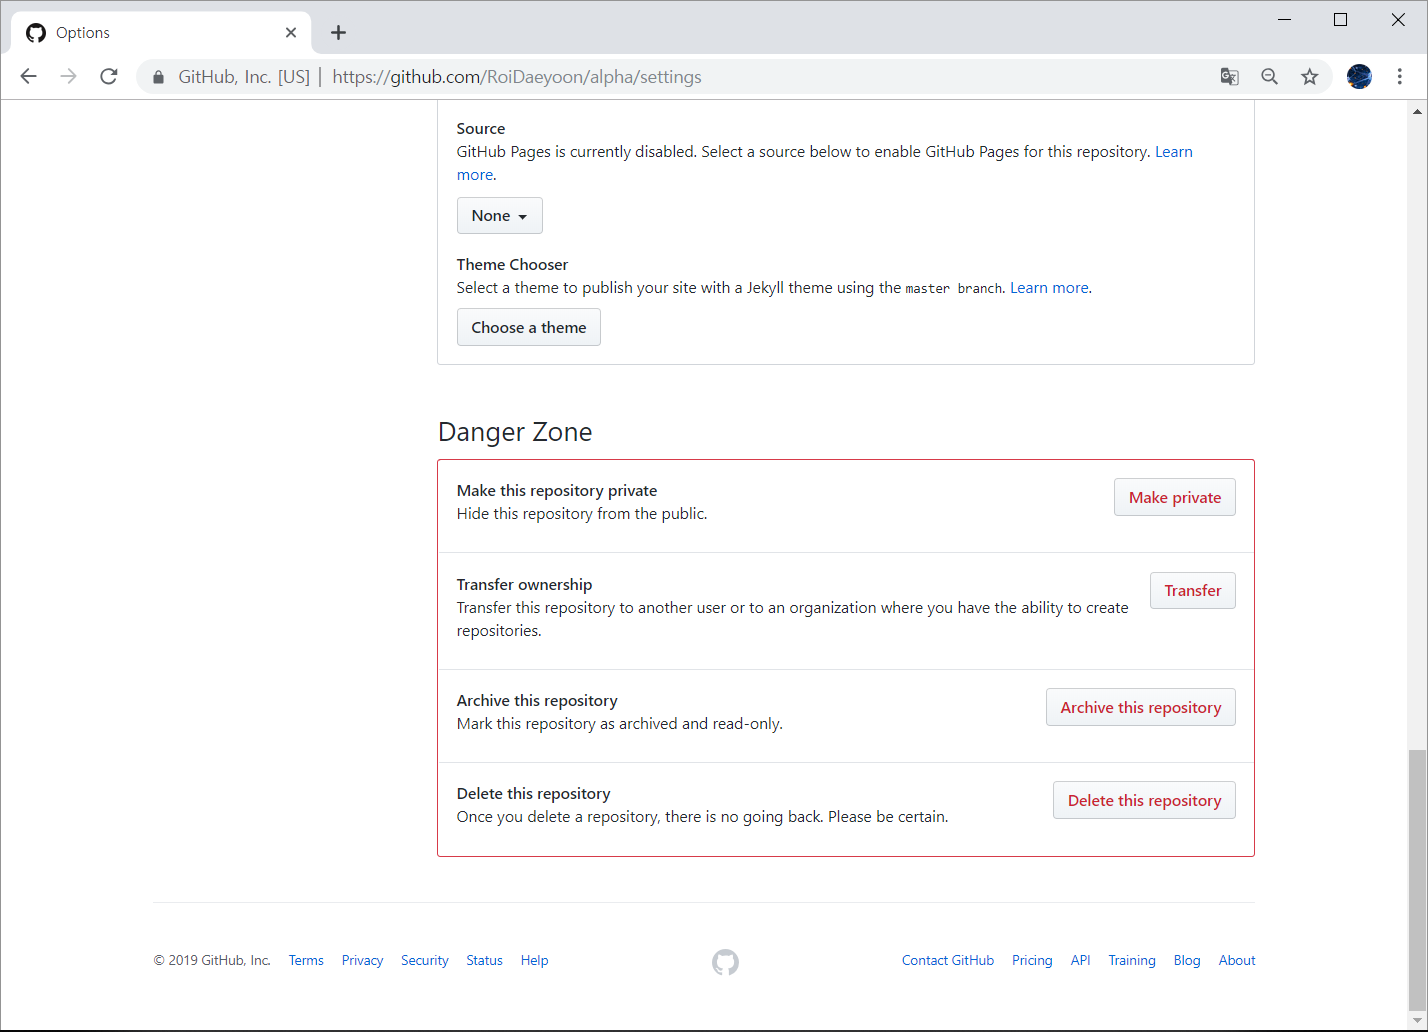 Options
GitHub, Inc. [US] | https://github.com/RoiDaeyoon/alpha/settings
Source
GitHub Pages is currently disabled. Select a source below to enable GitHub Pages for this repository. Learn
more.
None
Theme Chooser
Select a theme to publish your site with a Jekyll theme using the master branch. Learn more.
Choose a theme
Danger Zone
Make this repository private
Hide this repository from the public.
Make private
Transfer ownership
Transfer this repository to another user or to an organization where you have the ability to create
repositories.
Transfer
Archive this repository
Mark this repository as archived and read-only.
Archive this repository
Delete this repository
Once you delete a repository, there is no going back. Please be certain.
Delete this repository
© 2019 GitHub, Inc. Terms Privacy Security Status Help Contact GitHub Pricing API Training Blog About